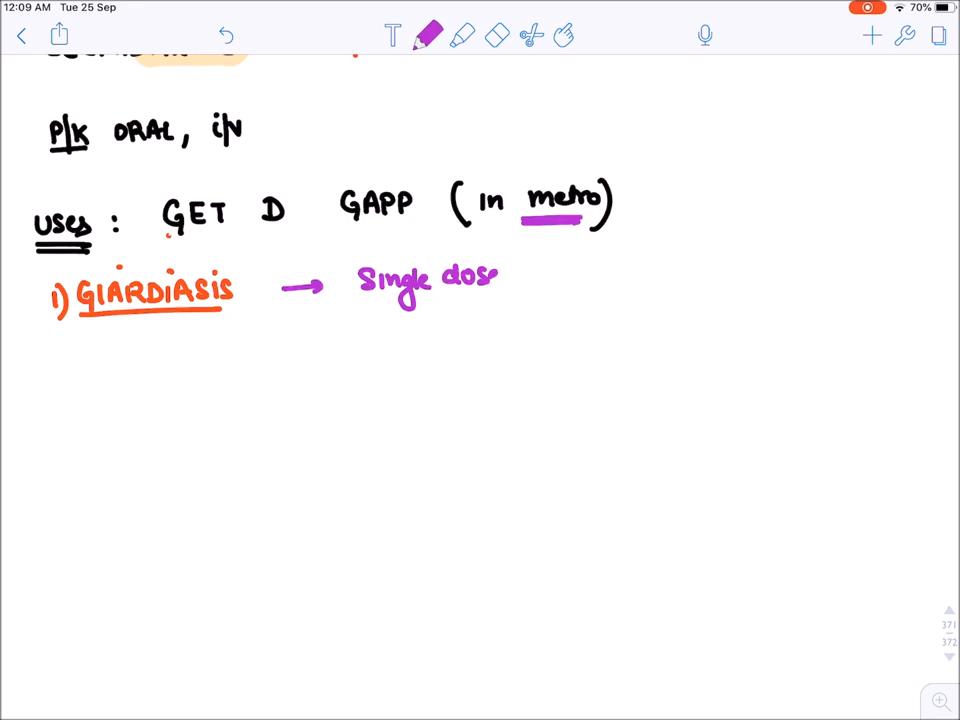 12:09 AM Tue 25 Sep 70%
T
P/K ORAL, i/v
Uses : GET D GAPP (in metro)
1) GIARDIASIS → Single dose
371
372